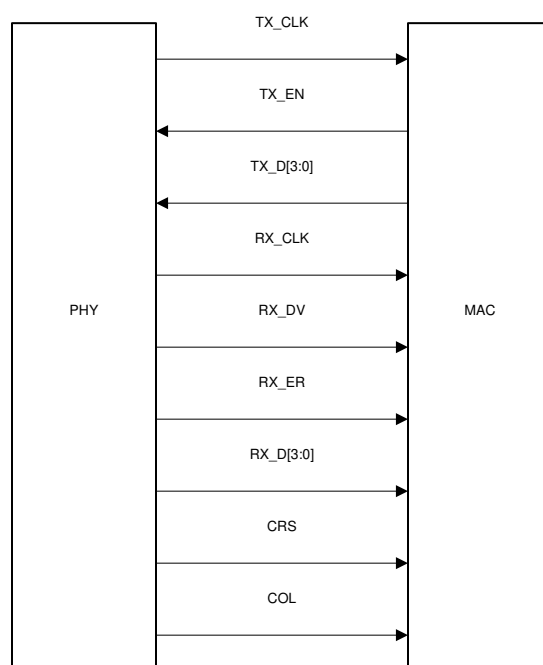 TX_CLK
TX_EN
TX_D[3:0]
RX_CLK
PHY RX_DV MAC
RX_ER
RX_D[3:0]
CRS
COL